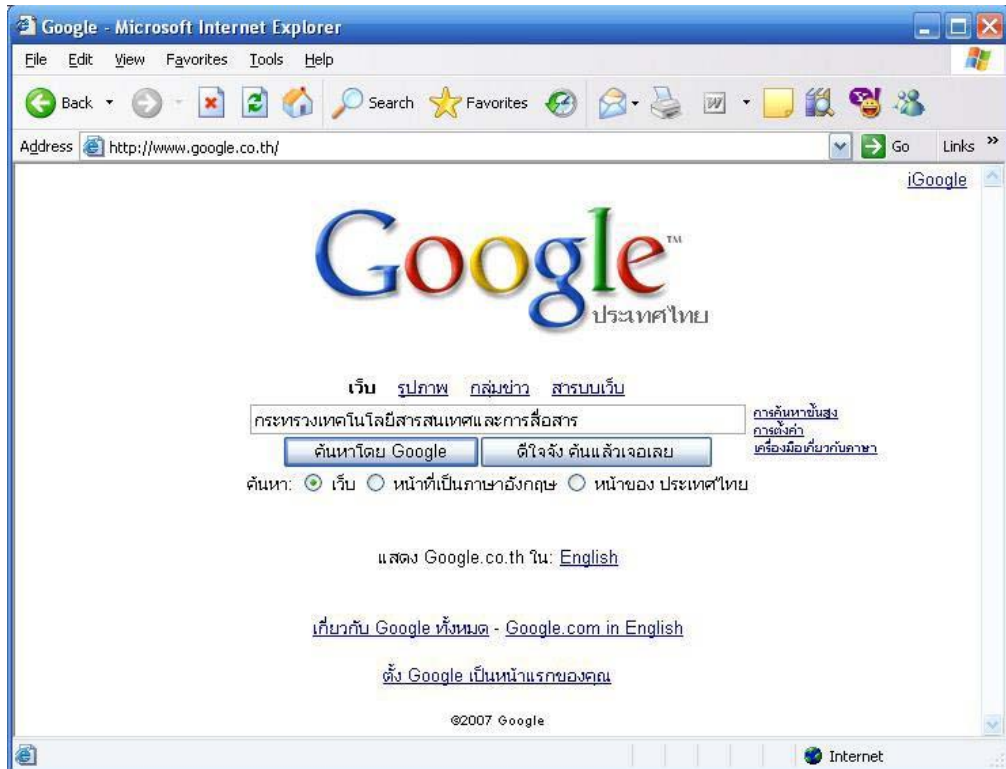 Google - Microsoft Internet Explorer
File Edit View Favorites Tools Help
Back Search Favorites
Address http://www.google.co.th/ Go Links »
iGoogle
Google™
ประเทศไทย
เว็บ รูปภาพ กลุ่มข่าว สารบบเว็บ
กระทรวงเทคโนโลยีสารสนเทศและการสื่อสาร
การค้นหาขั้นสูง
การตั้งค่า
เครื่องมือเกี่ยวกับภาษา
ค้นหาโดย Google ดีใจจัง ค้นแล้วเจอเลย
ค้นหา: เว็บ หน้าที่เป็นภาษาอังกฤษ หน้าของ ประเทศไทย
แสดง Google.co.th ใน: English
เกี่ยวกับ Google ทั้งหมด - Google.com in English
ตั้ง Google เป็นหน้าแรกของคุณ
©2007 Google
Internet